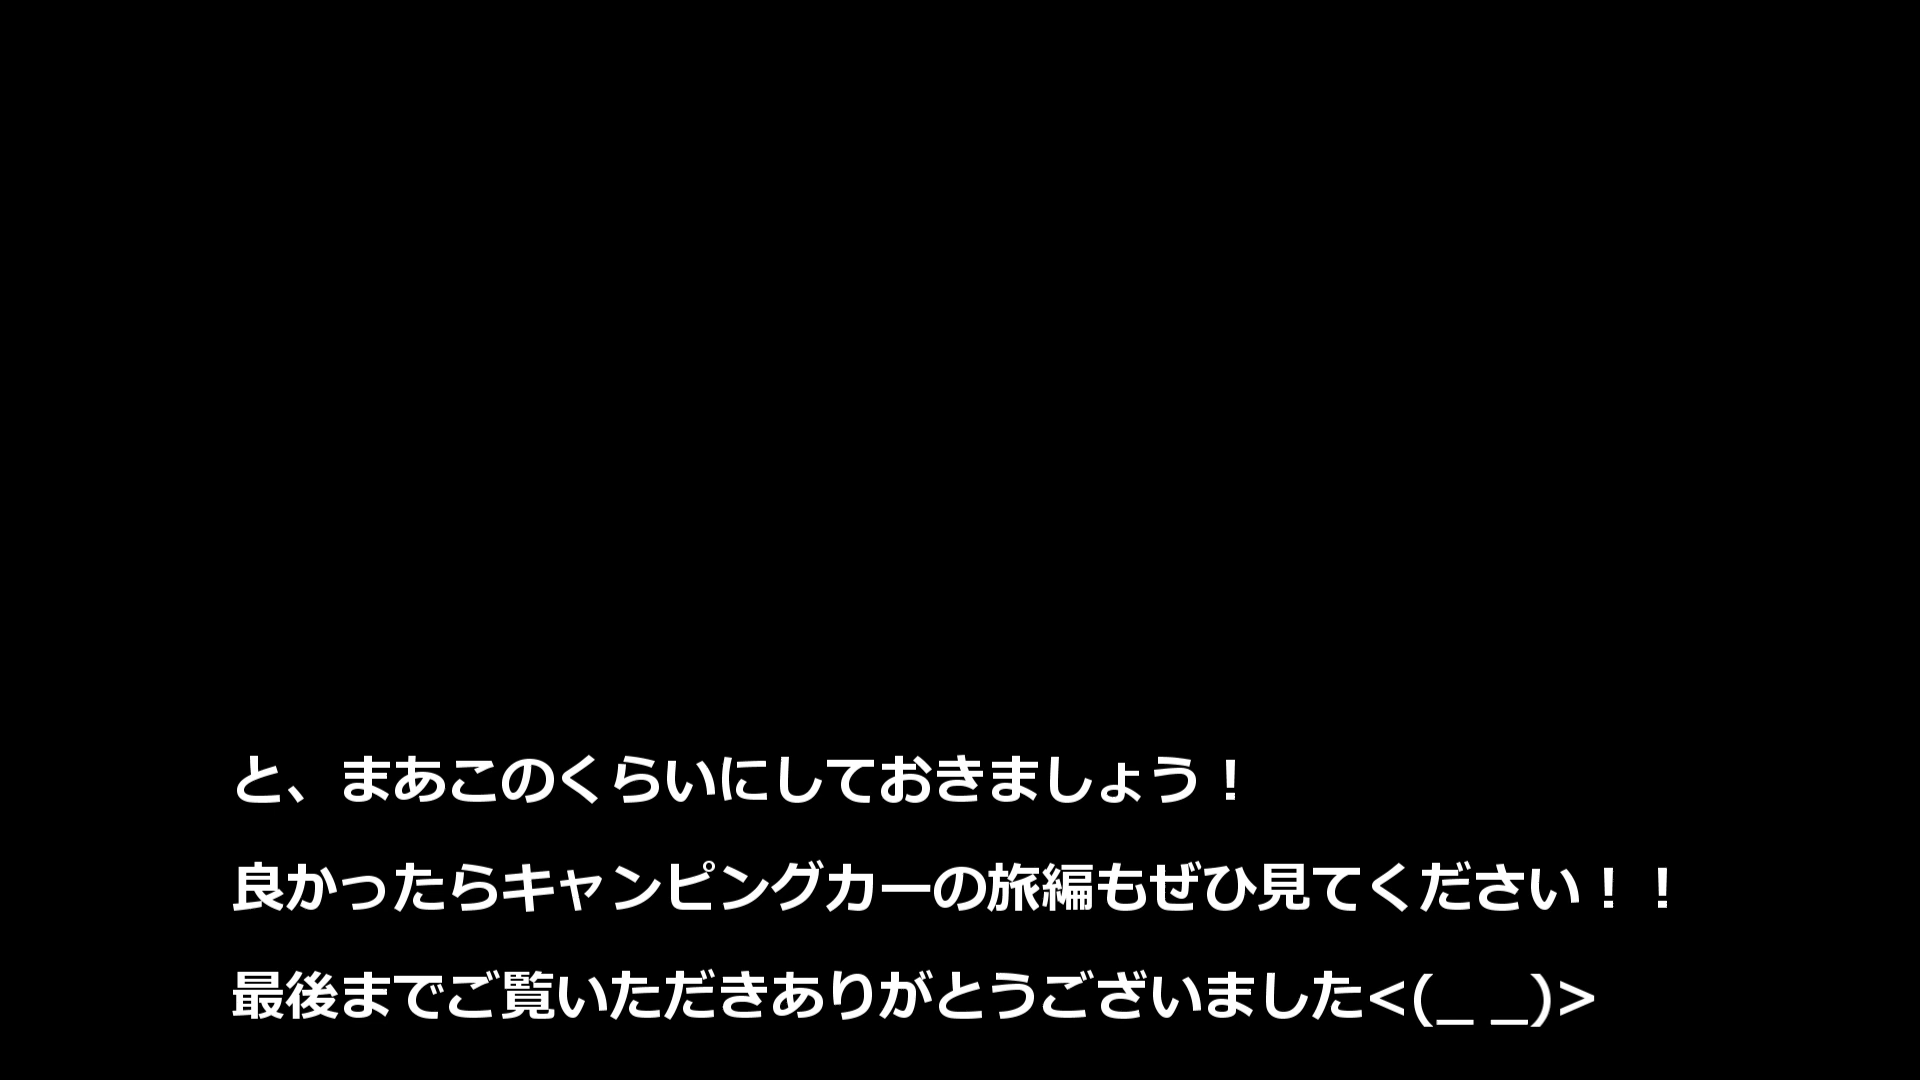 と、まあこのくらいにしておきましょう！
良かったらキャンピングカーの旅編もぜひ見てください！！
最後までご覧いただきありがとうございました<(_ _)>